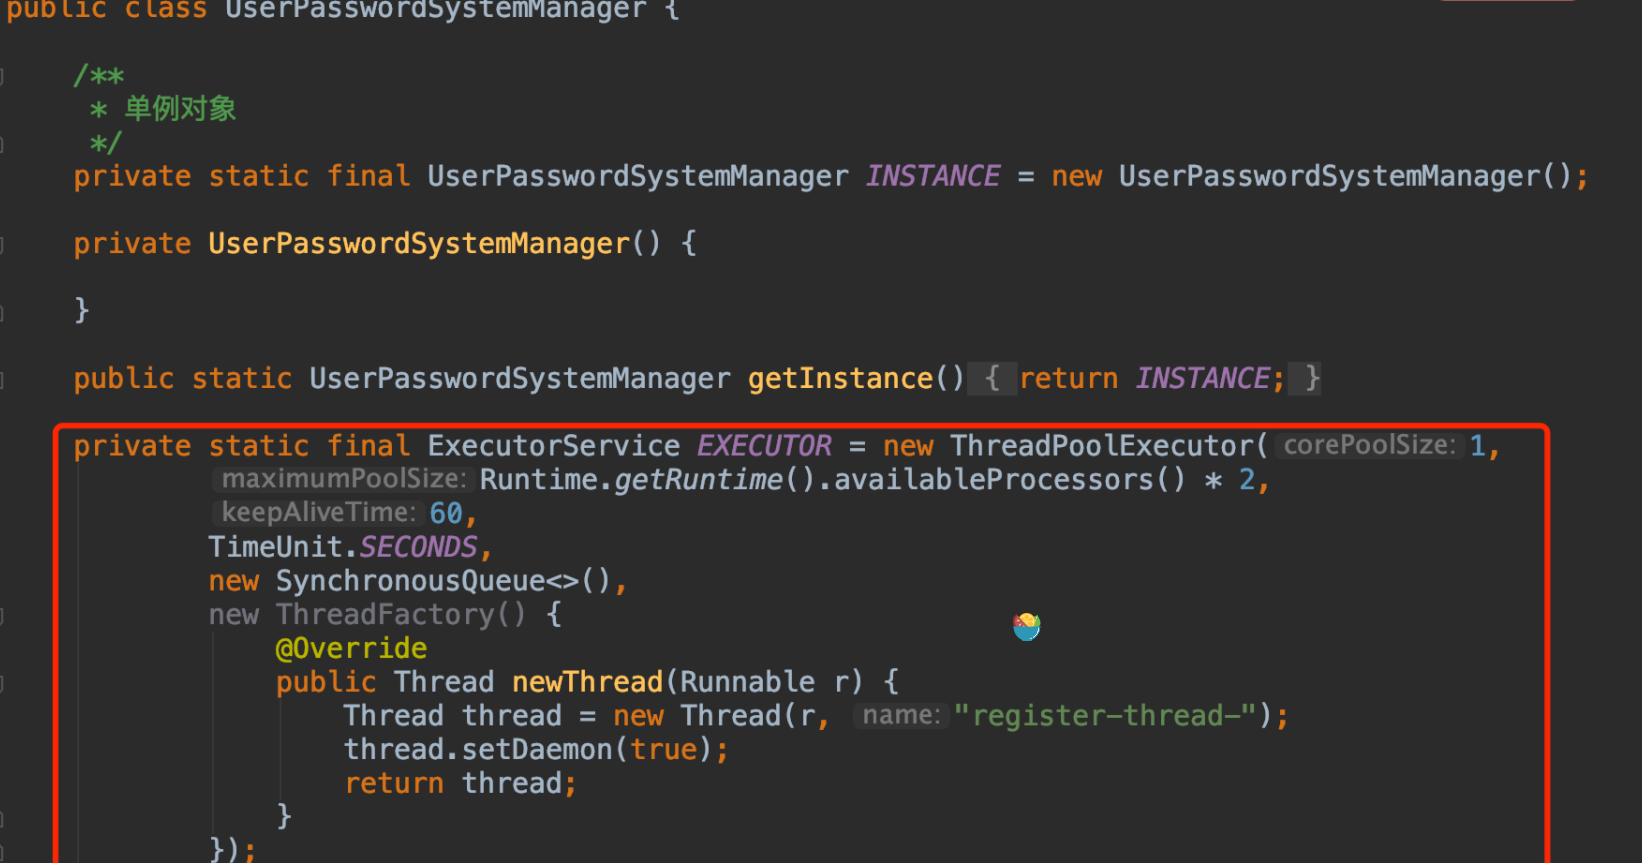 public class UserPasswordSystemManager {
/**
* 单例对象
*/
private static final UserPasswordSystemManager INSTANCE = new UserPasswordSystemManager();
private UserPasswordSystemManager() {
}
public static UserPasswordSystemManager getInstance() { return INSTANCE; }
private static final ExecutorService EXECUTOR = new ThreadPoolExecutor( corePoolSize: 1,
maximumPoolSize: Runtime.getRuntime().availableProcessors() * 2,
keepAliveTime: 60,
TimeUnit.SECONDS,
new SynchronousQueue<>(),
new ThreadFactory() {
@Override
public Thread newThread(Runnable r) {
Thread thread = new Thread(r, name: "register-thread-");
thread.setDaemon(true);
return thread;
}
});